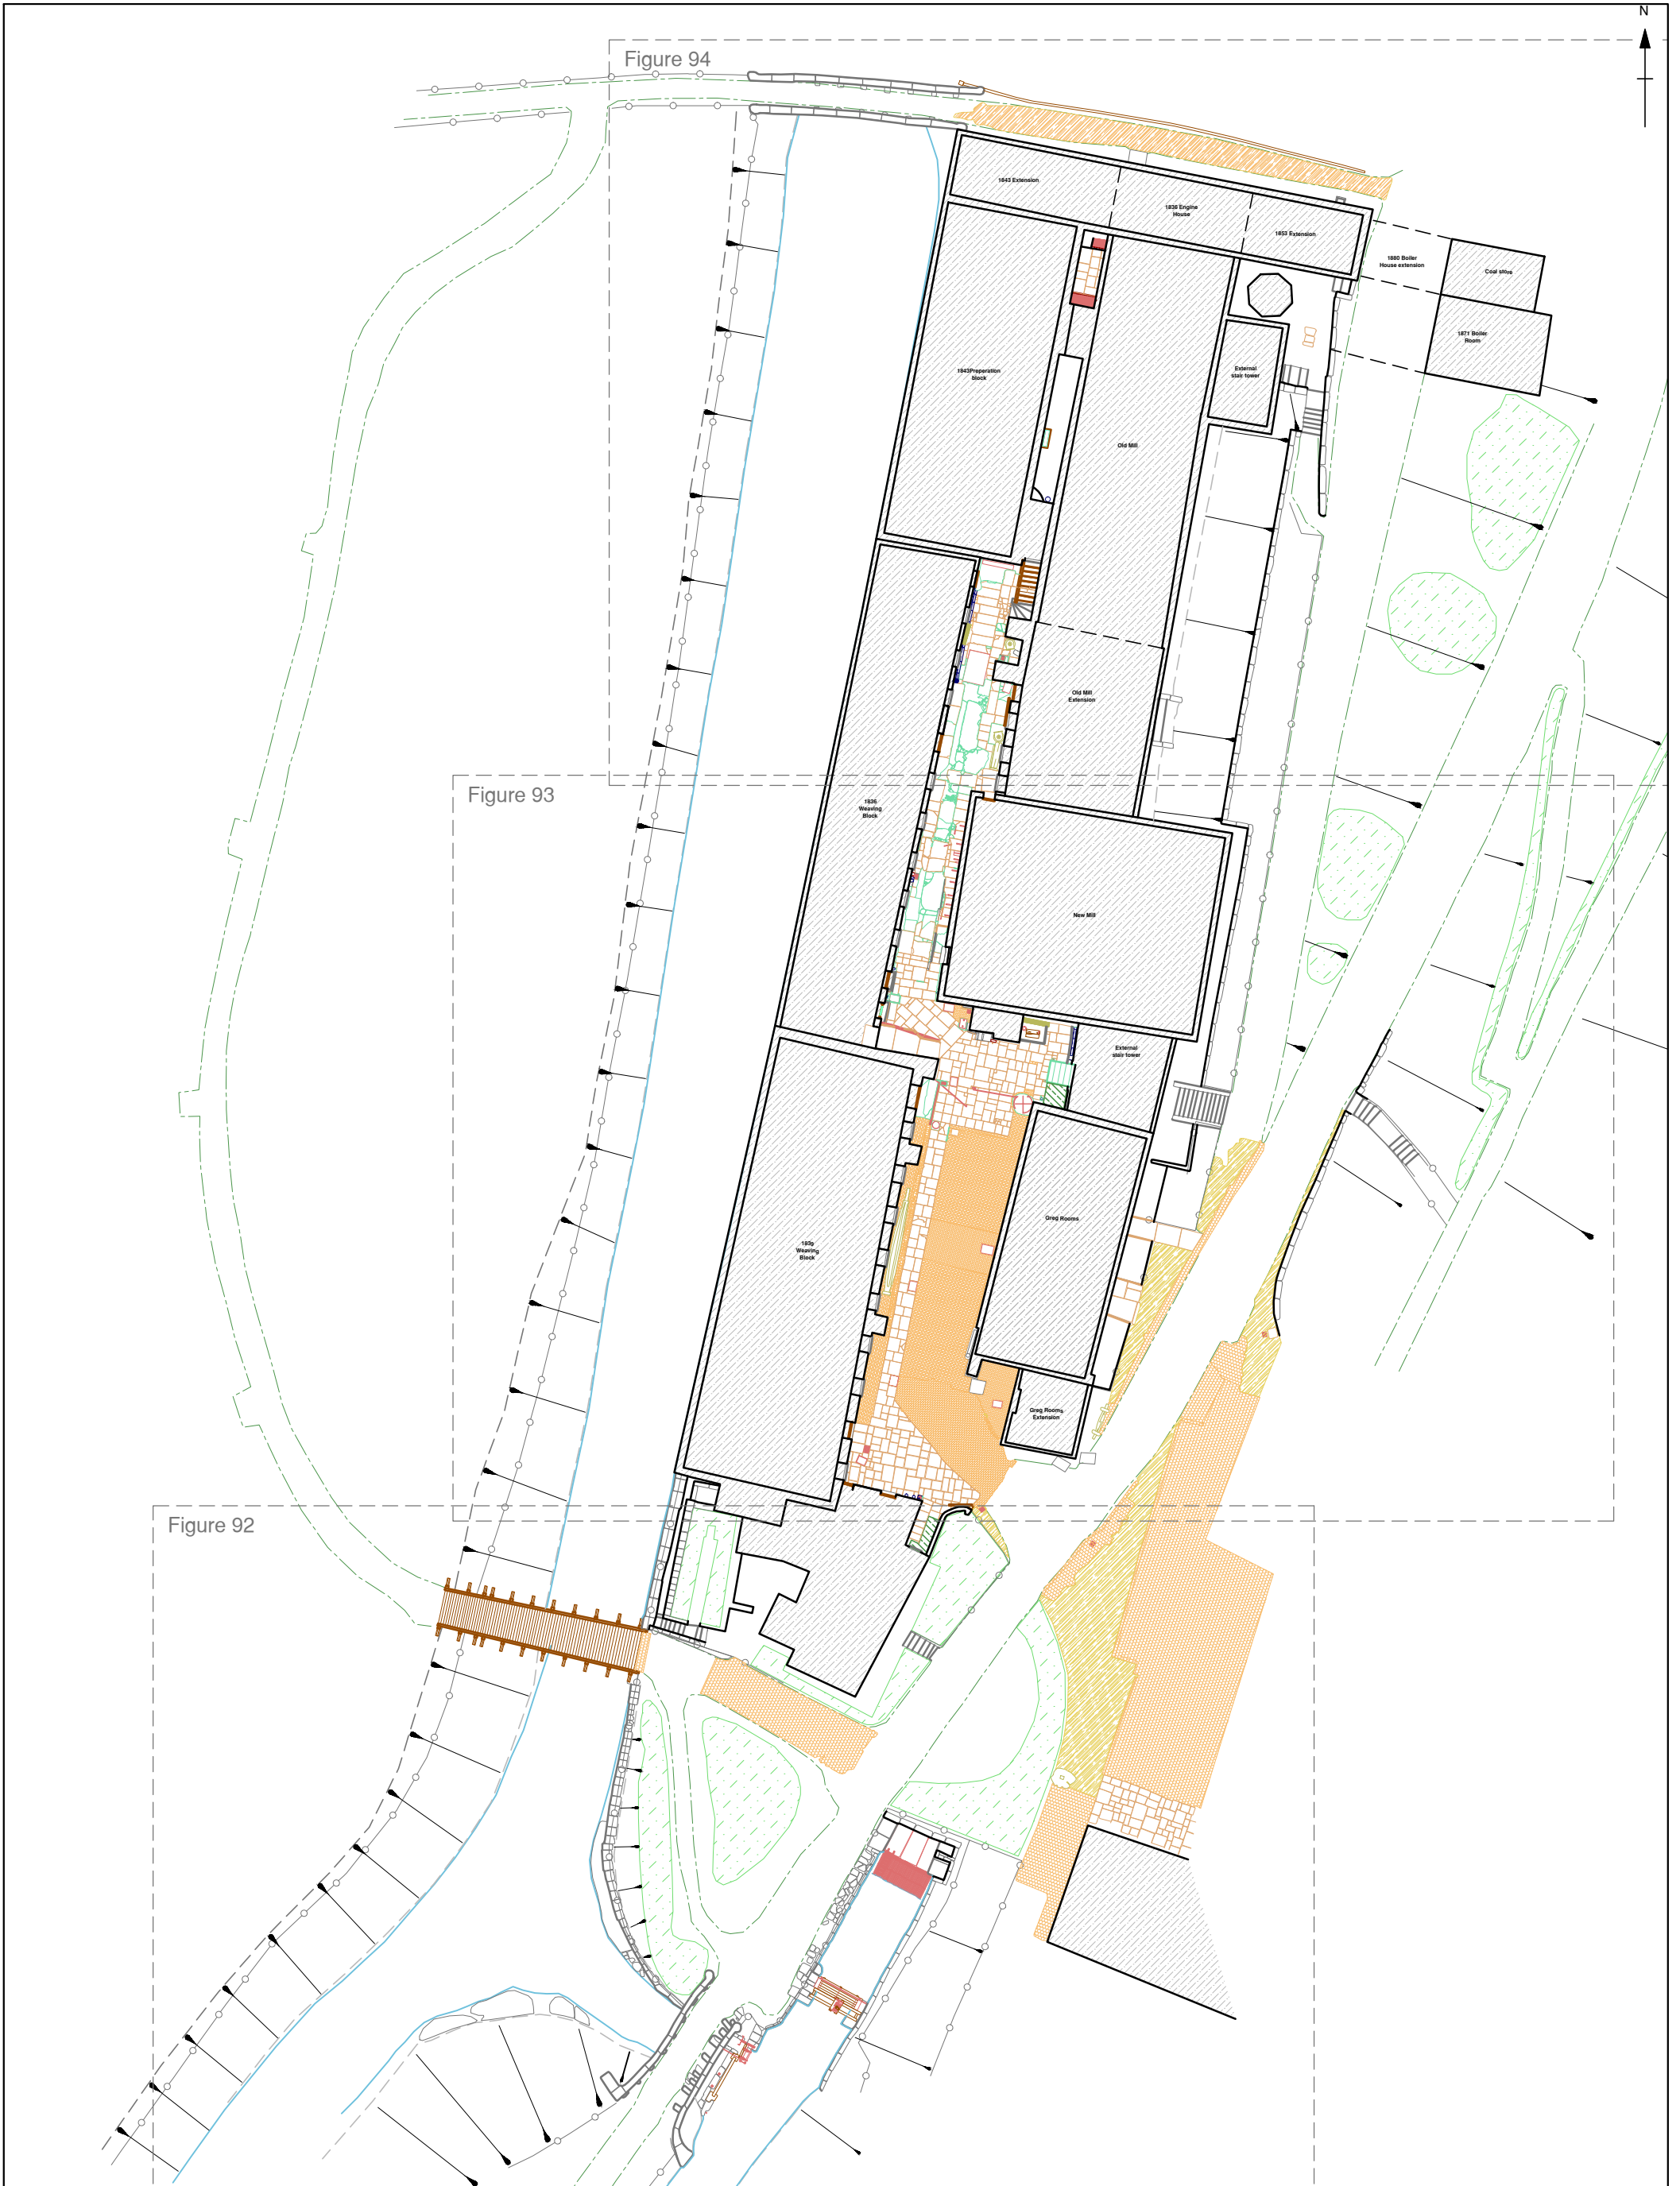 N
Figure 94
1843 Extension
1836 Engine
House
1853 Extension
1880 Boiler
House extension
Coal store
1871 Boiler
Room
1843Preparation
block
External
stair tower
Old Mill
Old Mill
Extension
Figure 93
1836
Weaving
Block
New Mill
External
stair tower
Greg Rooms
1839
Weaving
Block
Greg Rooms
Extension
Figure 92